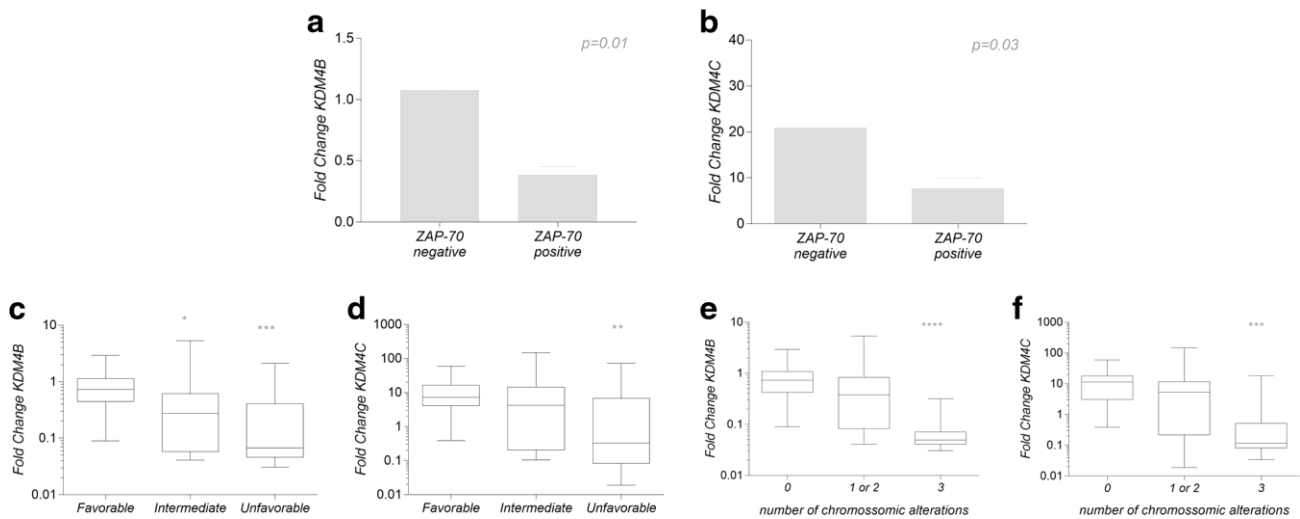 a
p=0.01
Fold Change KDM4B
1.5
1.0
0.5
0.0
ZAP-70
negative
ZAP-70
positive
b
p=0.03
Fold Change KDM4C
40
30
20
10
0
ZAP-70
negative
ZAP-70
positive
c
Fold Change KDM4B
10
1
0.1
0.01
*
***
Favorable Intermediate Unfavorable
d
Fold Change KDM4C
1000
100
10
1
0.1
0.01
0.001
**
Favorable Intermediate Unfavorable
e
Fold Change KDM4B
10
1
0.1
0.01
****
0 1 or 2 3
number of chromossomic alterations
f
Fold Change KDM4C
1000
100
10
1
0.1
0.01
***
0 1 or 2 3
number of chromossomic alterations